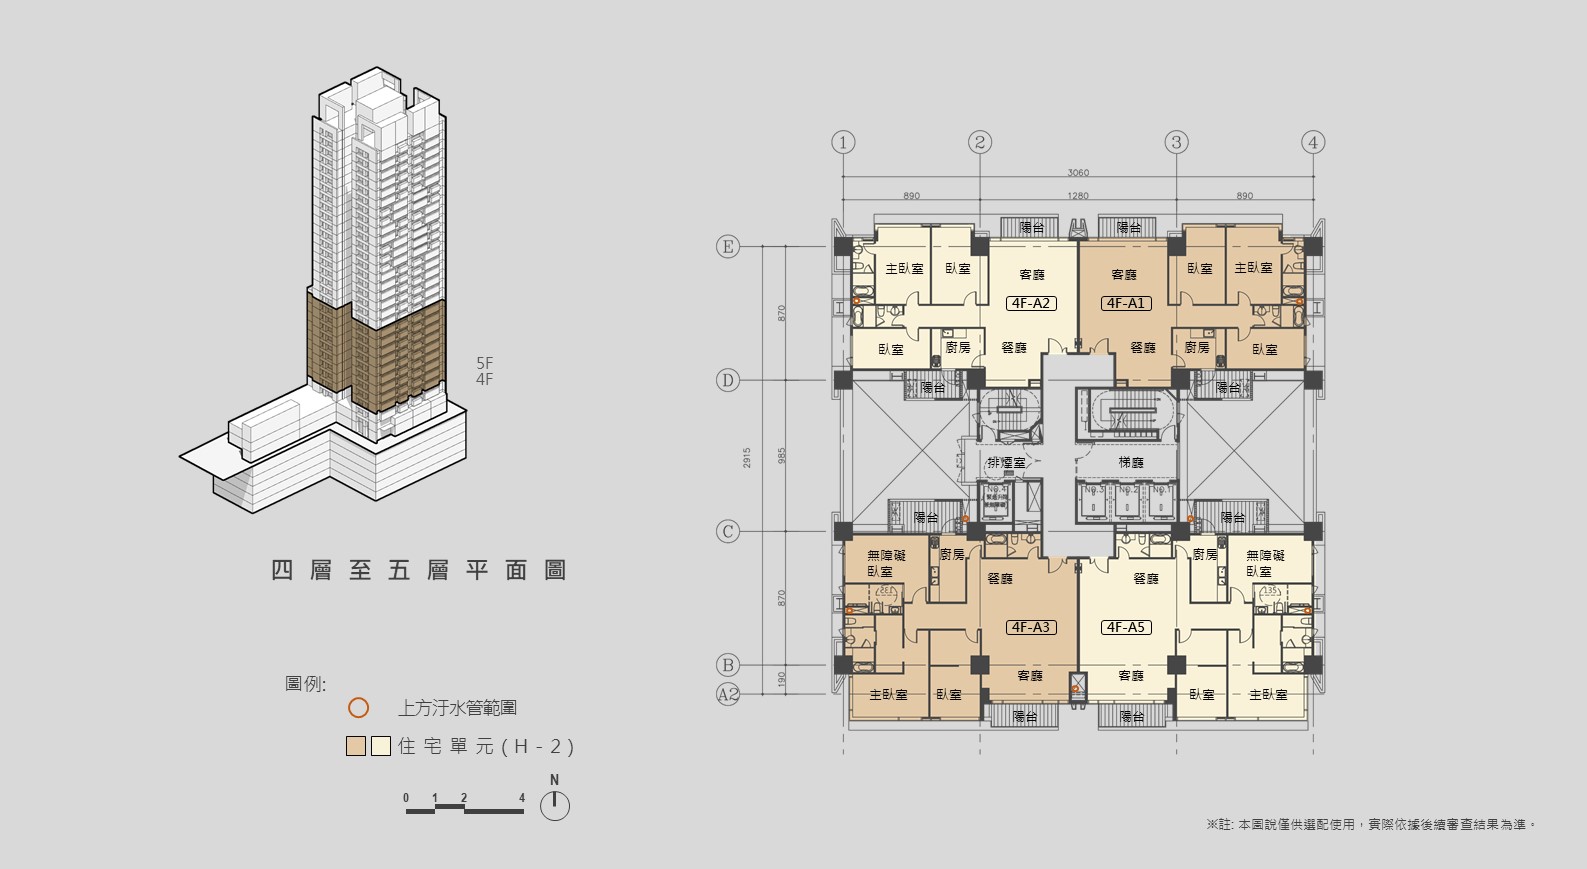 5F
4F
四層至五層平面圖
圖例:
上方汙水管範圍
住宅單元(H-2)
N
0 1 2 4
1 2 3 4
3060
890 1280 890
陽台 陽台
E
主臥室 臥室 客廳 客廳 臥室 主臥室
4F-A2 4F-A1
870
臥室 廚房 餐廳 餐廳 廚房 臥室
D
陽台 陽台
2915 985
排煙室 梯廳
NO.4 NO.3 NO.2 NO.1
陽台 陽台
C
無障礙 廚房 廚房 無障礙
臥室 餐廳 餐廳 臥室
135 135
870
4F-A3 4F-A5
B
客廳 客廳
190
A2
主臥室 臥室 臥室 主臥室
陽台 陽台
※註: 本圖說僅供選配使用，實際依據後續審查結果為準。